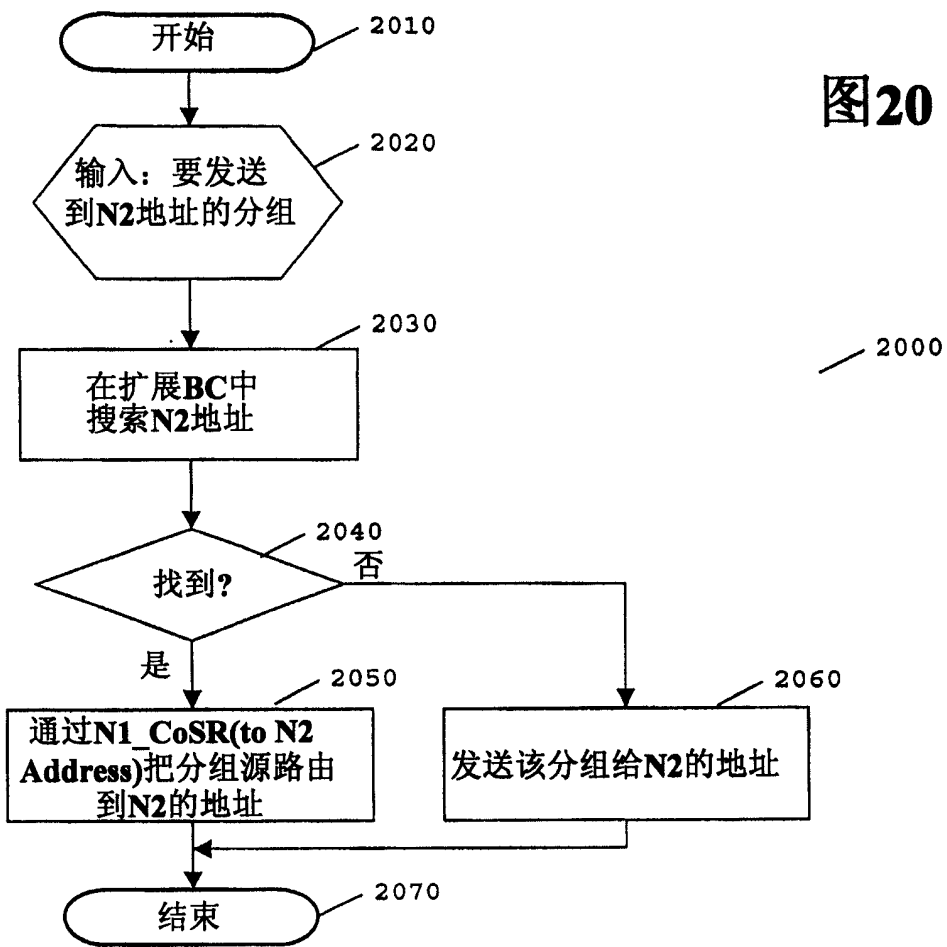 开始
2010
图20
2020
输入：要发送
到N2地址的分组
2030
2000
在扩展BC中
搜索N2地址
2040
否
找到?
是
2050
2060
通过N1_CoSR(to N2
Address)把分组源路由
到N2的地址
发送该分组给N2的地址
2070
结束